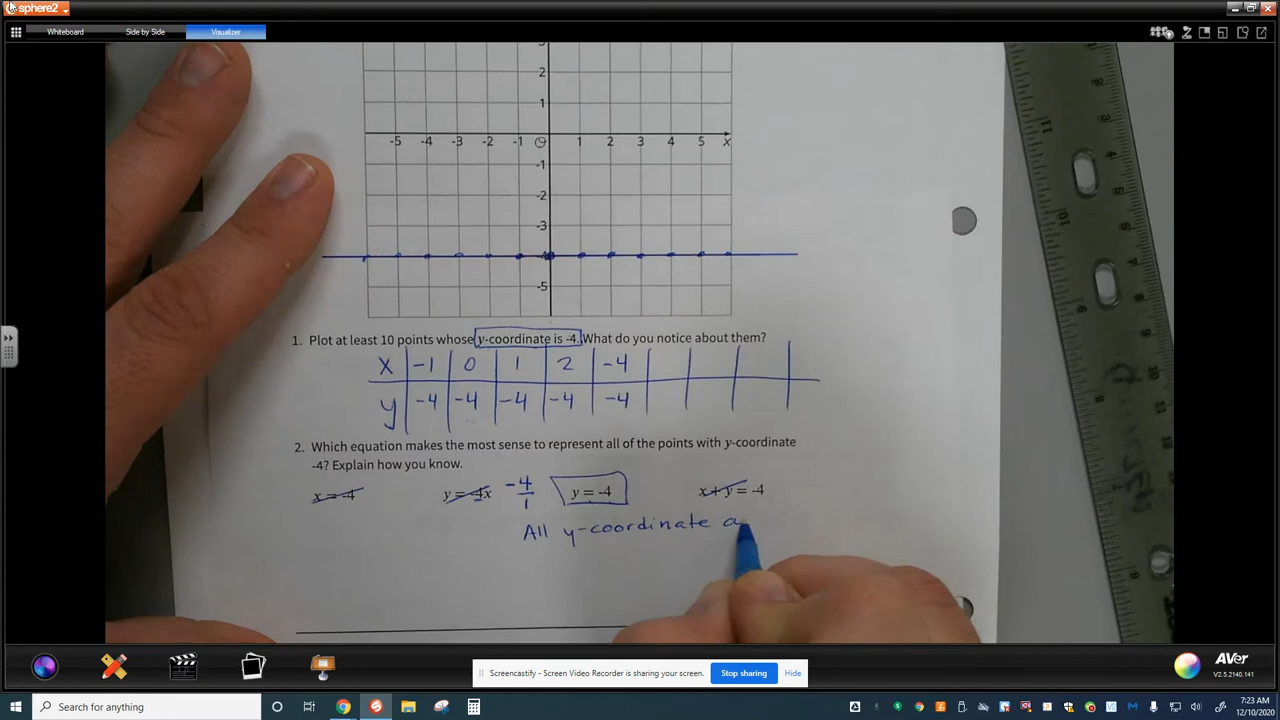 sphere2
Whiteboard Side by Side Visualizer
3
2
1
-5 -4 -3 -2 -1 O 1 2 3 4 5 x
-1
-2
-3
-5
1. Plot at least 10 points whose y-coordinate is -4. What do you notice about them?
x -1 0 1 2 -4
y -4 -4 -4 -4 -4
2. Which equation makes the most sense to represent all of the points with y-coordinate
-4? Explain how you know.
x = -4 y = -4x -4/1 y = -4 x + y = -4
All y-coordinate a
Screencastify - Screen Video Recorder is sharing your screen. Stop sharing Hide
AVer
V2.5.2140.141
Search for anything
7:23 AM
12/10/2020